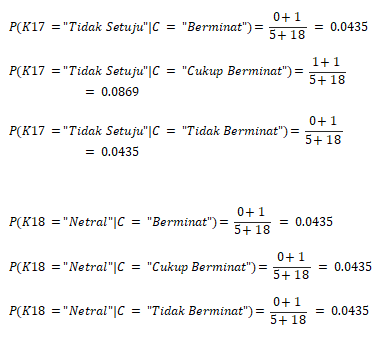 P(K17 = "Tidak Setuju"|C = "Berminat") = 0 + 1 / 5 + 18 = 0.0435
P(K17 = "Tidak Setuju"|C = "Cukup Berminat") = 1 + 1 / 5 + 18
= 0.0869
P(K17 = "Tidak Setuju"|C = "Tidak Berminat") = 0 + 1 / 5 + 18
= 0.0435
P(K18 = "Netral"|C = "Berminat") = 0 + 1 / 5 + 18 = 0.0435
P(K18 = "Netral"|C = "Cukup Berminat") = 0 + 1 / 5 + 18 = 0.0435
P(K18 = "Netral"|C = "Tidak Berminat") = 0 + 1 / 5 + 18 = 0.0435